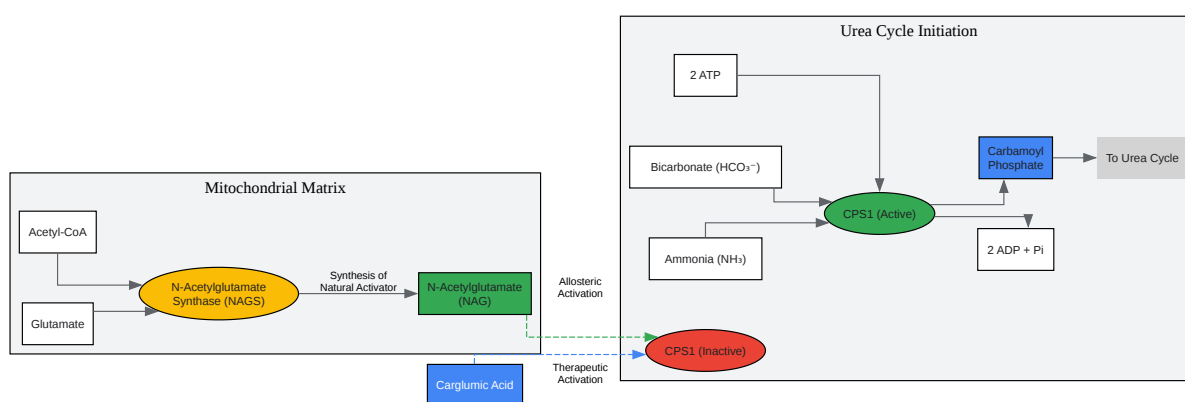 Urea Cycle Initiation
2 ATP
Bicarbonate (HCO₃⁻)
Carbamoyl
Phosphate
To Urea Cycle
CPS1 (Active)
Ammonia (NH₃)
2 ADP + Pi
Mitochondrial Matrix
Acetyl-CoA
N-Acetylglutamate
Synthase (NAGS)
Synthesis of
Natural Activator
N-Acetylglutamate
(NAG)
Glutamate
Allosteric
Activation
CPS1 (Inactive)
Therapeutic
Activation
Carglumic Acid